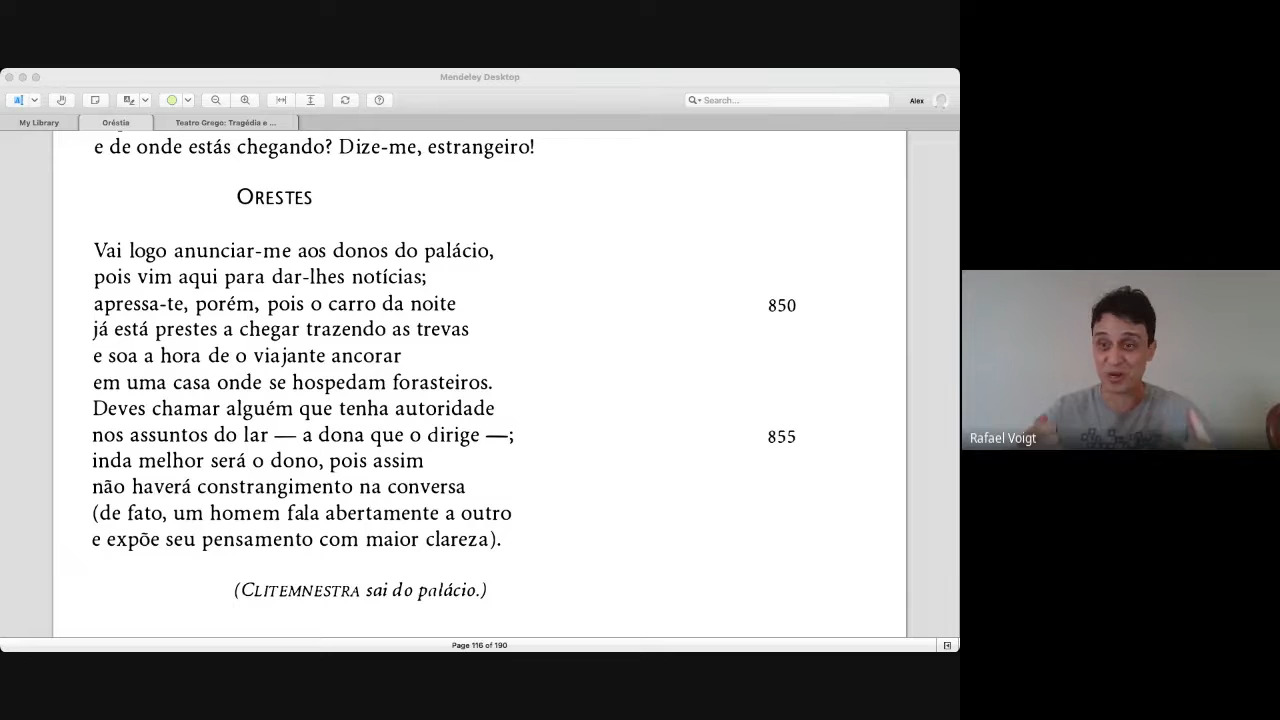 Mendeley Desktop
Search...
Alex
My Library
Oréstia
Teatro Grego: Tragédia e ...
e de onde estás chegando? Dize-me, estrangeiro!
ORESTES
Vai logo anunciar-me aos donos do palácio,
pois vim aqui para dar-lhes notícias;
apressa-te, porém, pois o carro da noite 850
já está prestes a chegar trazendo as trevas
e soa a hora de o viajante ancorar
em uma casa onde se hospedam forasteiros.
Deves chamar alguém que tenha autoridade
nos assuntos do lar — a dona que o dirige —; 855
inda melhor será o dono, pois assim
não haverá constrangimento na conversa
(de fato, um homem fala abertamente a outro
e expõe seu pensamento com maior clareza).
(CLITEMNESTRA sai do palácio.)
Page 116 of 190
Rafael Voigt